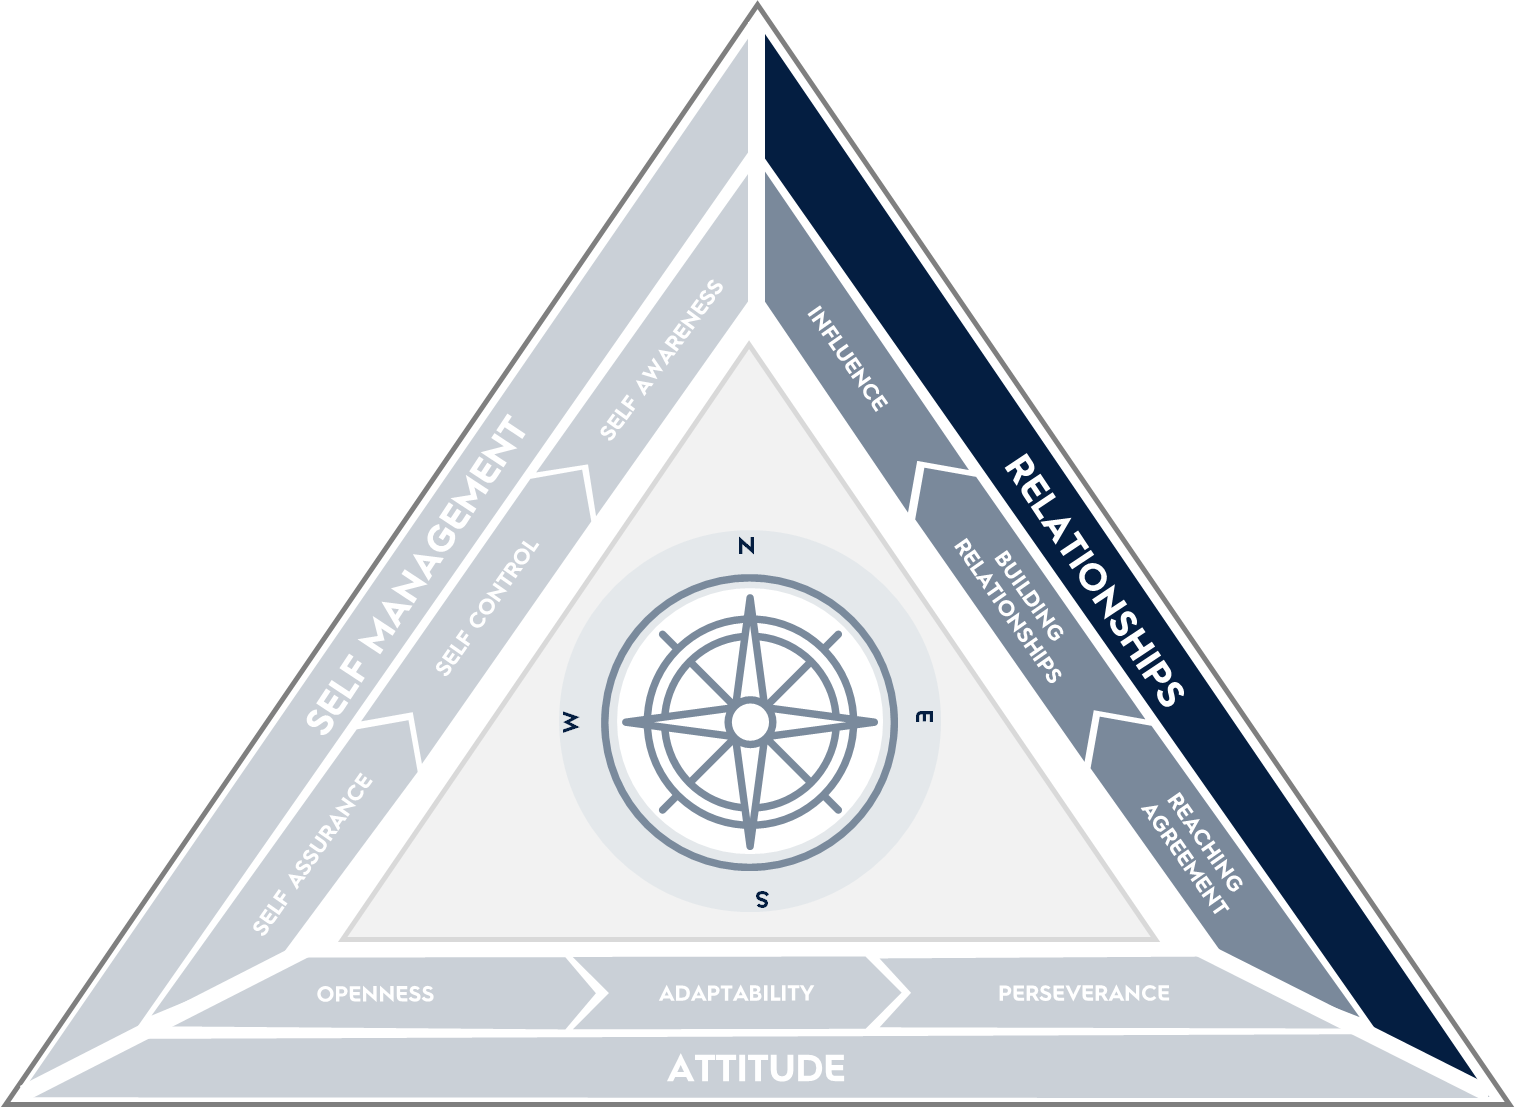 SELF MANAGEMENT
SELF AWARENESS
SELF CONTROL
SELF ASSURANCE
RELATIONSHIPS
INFLUENCE
BUILDING
RELATIONSHIPS
REACHING
AGREEMENT
N
W
E
S
OPENNESS
ADAPTABILITY
PERSEVERANCE
ATTITUDE